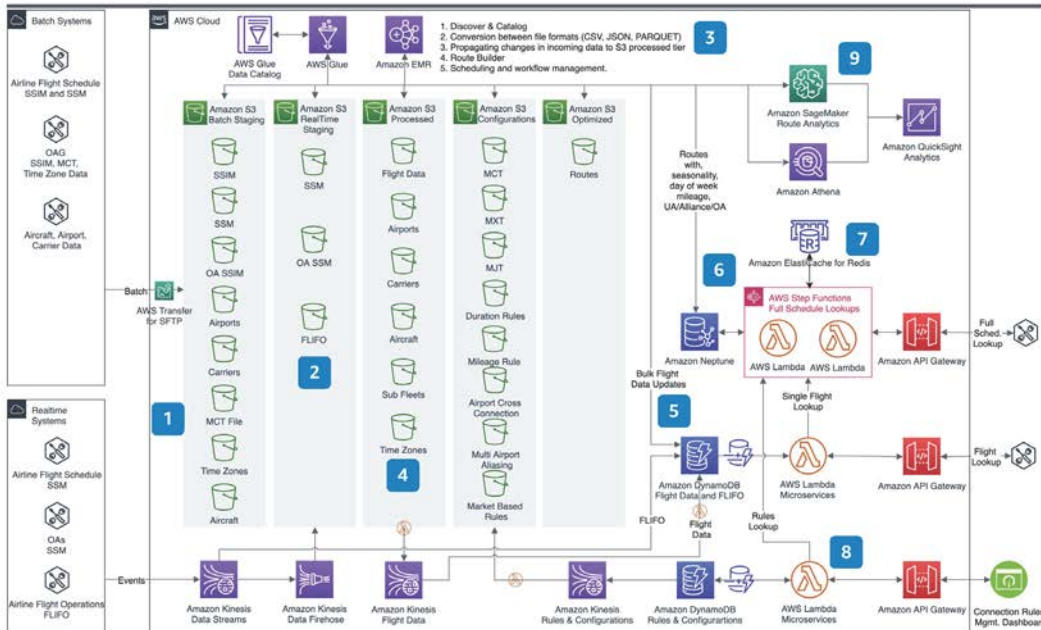 Batch Systems
Airline Flight Schedule
SSIM and SSM
OAG
SSIM, MCT,
Time Zone Data
Aircraft, Airport,
Carrier Data
Realtime
Systems
Airline Flight Schedule
SSM
OAs
SSM
Airline Flight Operations
FLIFO
Batch
AWS Transfer
for SFTP
Events
aws
AWS Cloud
AWS Glue
Data Catalog
AWS Glue
Amazon EMR
1. Discover & Catalog
2. Conversion between file formats (CSV, JSON, PARQUET)
3. Propagating changes in incoming data to S3 processed tier
4. Route Builder
5. Scheduling and workflow management.
3
Amazon S3
Batch Staging
SSIM
SSM
OA SSIM
Airports
Carriers
MCT File
Time Zones
Aircraft
1
Amazon S3
RealTime
Staging
SSM
OA SSM
FLIFO
2
Amazon S3
Processed
Flight Data
Airports
Carriers
Aircraft
Sub Fleets
Time Zones
4
Amazon S3
Configurations
MCT
MXT
MJT
Duration Rules
Mileage Rule
Airport Cross
Connection
Multi Airport
Aliasing
Market Based
Rules
Amazon S3
Optimized
Routes
9
Amazon SageMaker
Route Analytics
Amazon QuickSight
Analytics
Amazon Athena
Routes
with,
seasonality,
day of week
mileage,
UA/Alliance/OA
R
7
Amazon ElastiCache for Redis
6
Amazon Neptune
AWS Step Functions
Full Schedule Lookups
AWS Lambda
AWS Lambda
Amazon API Gateway
Full
Sched.
Lookup
Bulk Flight
Data Updates
5
Single Flight
Lookup
Amazon DynamoDB
Flight Data and FLIFO
AWS Lambda
Microservices
Amazon API Gateway
Flight
Lookup
FLIFO
Flight
Data
Rules
Lookup
8
Amazon Kinesis
Data Streams
Amazon Kinesis
Data Firehose
Amazon Kinesis
Flight Data
Amazon Kinesis
Rules & Configurations
Amazon DynamoDB
Rules & Configurartions
AWS Lambda
Microservices
Amazon API Gateway
Connection Rules
Mgmt. Dashboard